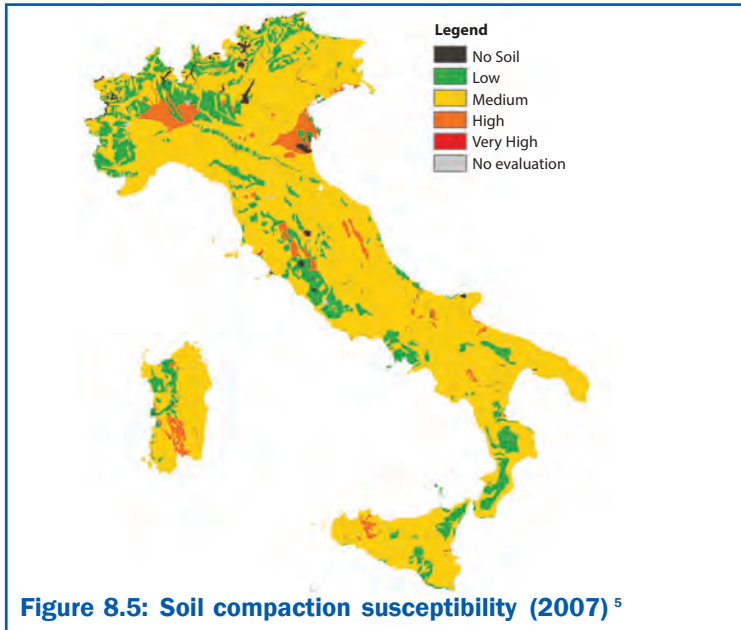 Legend
No Soil
Low
Medium
High
Very High
No evaluation
Figure 8.5: Soil compaction susceptibility (2007) 5